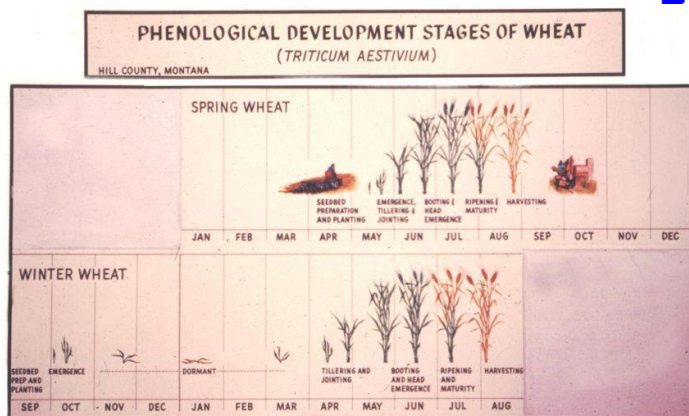 PHENOLOGICAL DEVELOPMENT STAGES OF WHEAT
(TRITICUM AESTIVIUM)
HILL COUNTY, MONTANA
SPRING WHEAT
SEEDBED
PREPARATION
AND PLANTING
EMERGENCE,
TILLERING &
JOINTING
BOOTING &
HEAD
EMERGENCE
RIPENING &
MATURITY
HARVESTING
JAN FEB MAR APR MAY JUN JUL AUG SEP OCT NOV DEC
WINTER WHEAT
SEEDBED
PREP AND
PLANTING
EMERGENCE
DORMANT
TILLERING AND
JOINTING
BOOTING
AND HEAD
EMERGENCE
RIPENING
AND
MATURITY
HARVESTING
SEP OCT NOV DEC JAN FEB MAR APR MAY JUN JUL AUG